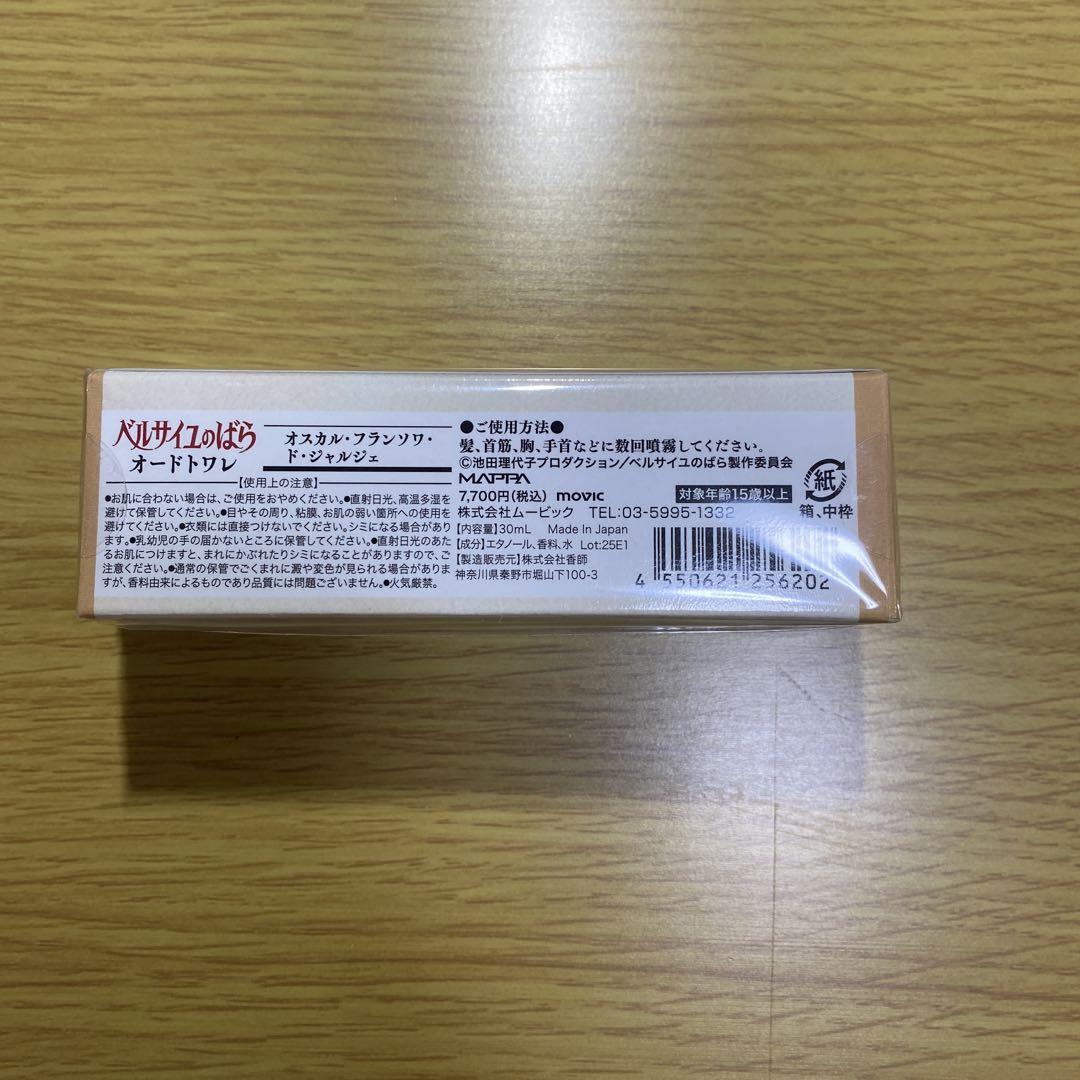 ベルサイユのばら
オードトワレ
オスカル・フランソワ・
ド・ジャルジェ
【使用上の注意】
●お肌に合わない場合は、ご使用をおやめください。●直射日光、高温多湿を
避けて保管してください。●目やその周り、粘膜、お肌の弱い箇所への使用を
避けてください。●衣類には直接つけないでください。シミになる場合があり
ます。●乳幼児の手の届かないところに保管してください。●直射日光のあた
るお肌につけますと、まれにかぶれたりシミになることがありますので、ご
注意ください。●通常の保管でごくまれに澱や変色が見られる場合がありま
すが、香料由来によるものであり品質には問題ございません。●火気厳禁。
●ご使用方法●
髪、首筋、胸、手首などに数回噴霧してください。
©池田理代子プロダクション/ベルサイユのばら製作委員会
MAPPA
7,700円(税込) movic 対象年齢15歳以上
株式会社ムービック TEL:03-5995-1332
【内容量】30mL Made In Japan
【成分】エタノール、香料、水 Lot:25E1
【製造販売元】株式会社香師
神奈川県秦野市堀山下100-3
4 550621 256202
紙
箱、中枠